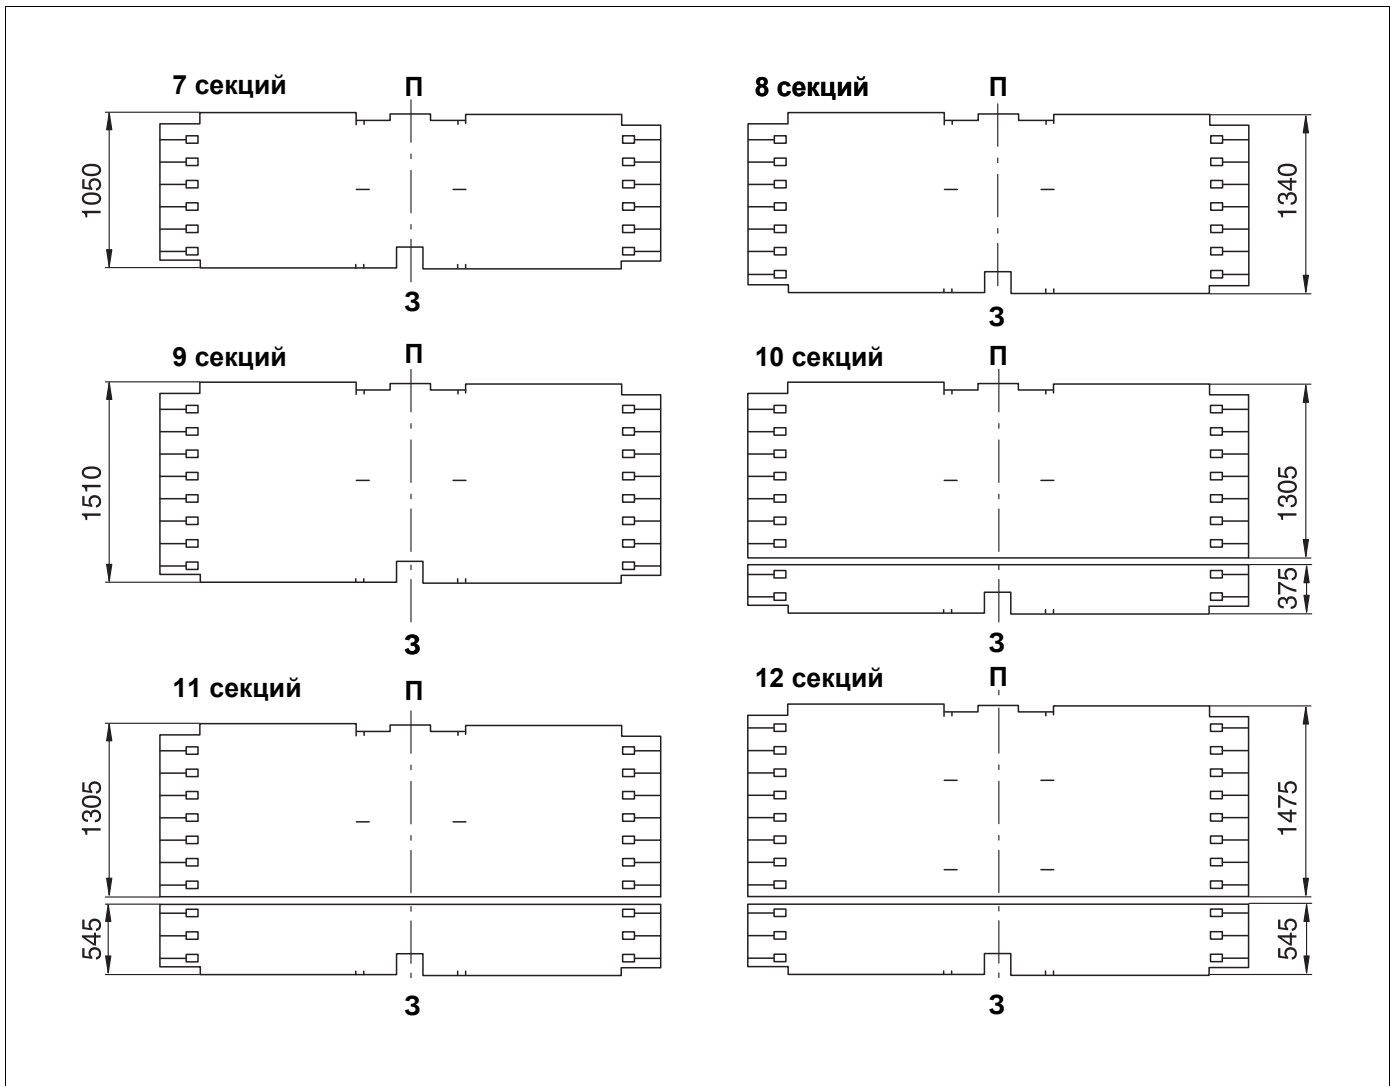 7 секций
П
1050
З
8 секций
П
1340
З
9 секций
П
1510
З
10 секций
П
1305
375
З
11 секций
П
1305
545
З
12 секций
П
1475
545
З